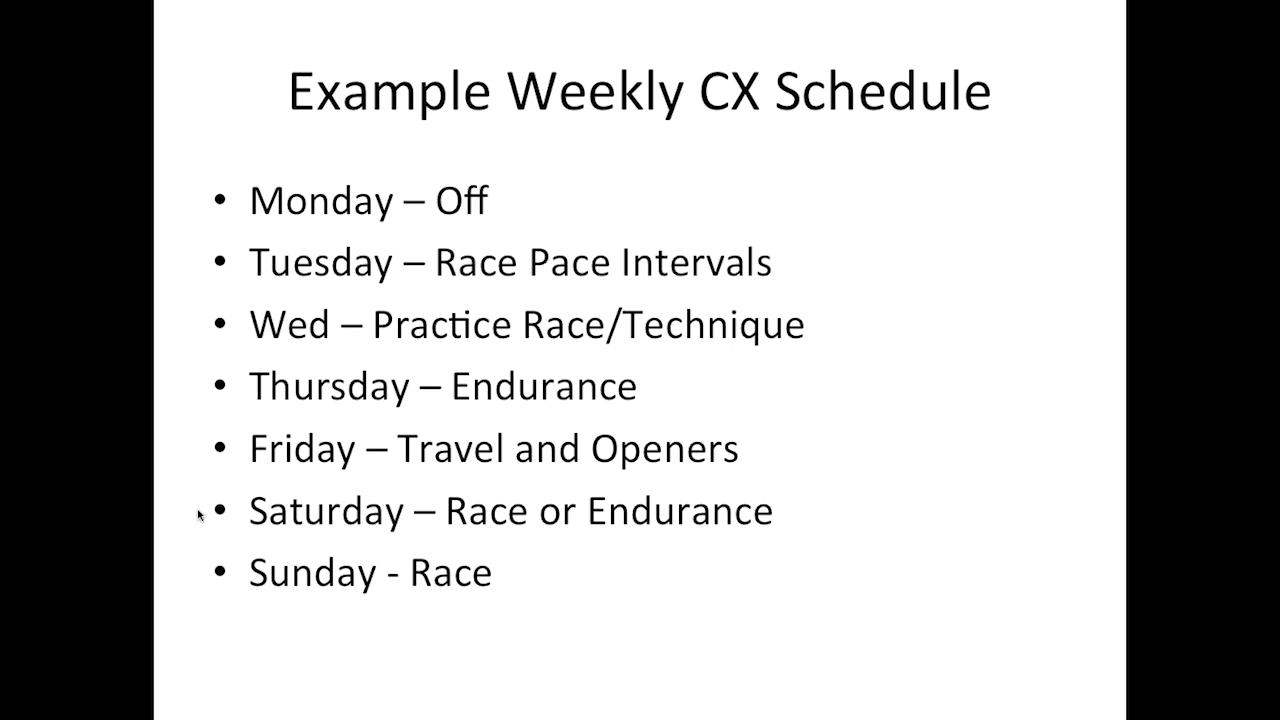 Example Weekly CX Schedule
• Monday – Off
• Tuesday – Race Pace Intervals
• Wed – Practice Race/Technique
• Thursday – Endurance
• Friday – Travel and Openers
• Saturday – Race or Endurance
• Sunday - Race